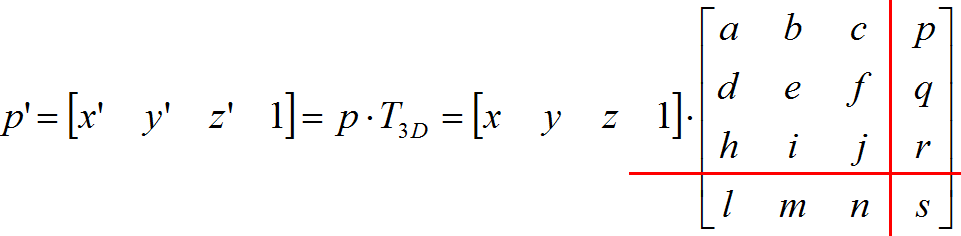 p' = [x' y' z' 1] = p · T3D = [x y z 1] · [a b c p
d e f q
h i j r
l m n s]